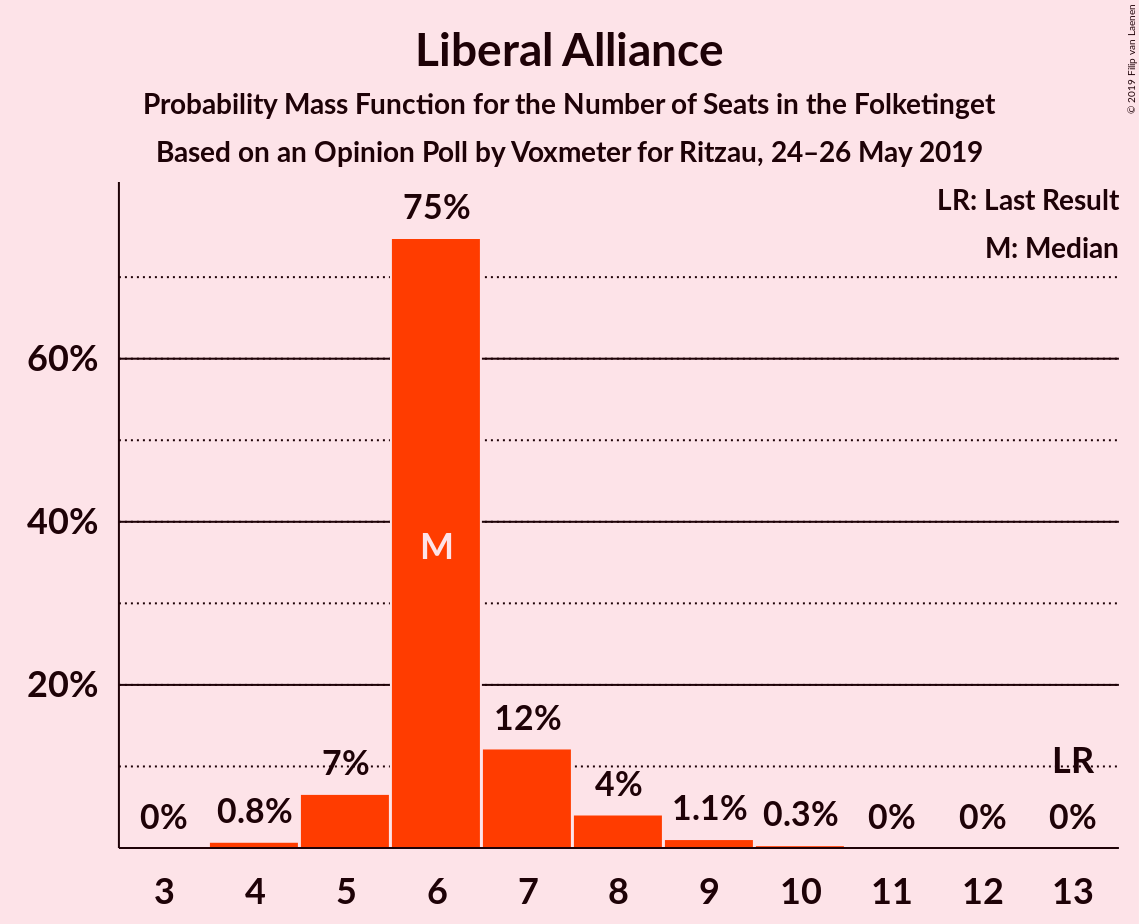 © 2019 Filip van Laenen
Liberal Alliance
Probability Mass Function for the Number of Seats in the Folketinget
Based on an Opinion Poll by Voxmeter for Ritzau, 24–26 May 2019
LR: Last Result
M: Median
75%
60%
40%
M
20%
12%
7%
LR
4%
0% 0.8% 1.1% 0.3% 0% 0% 0%
3 4 5 6 7 8 9 10 11 12 13